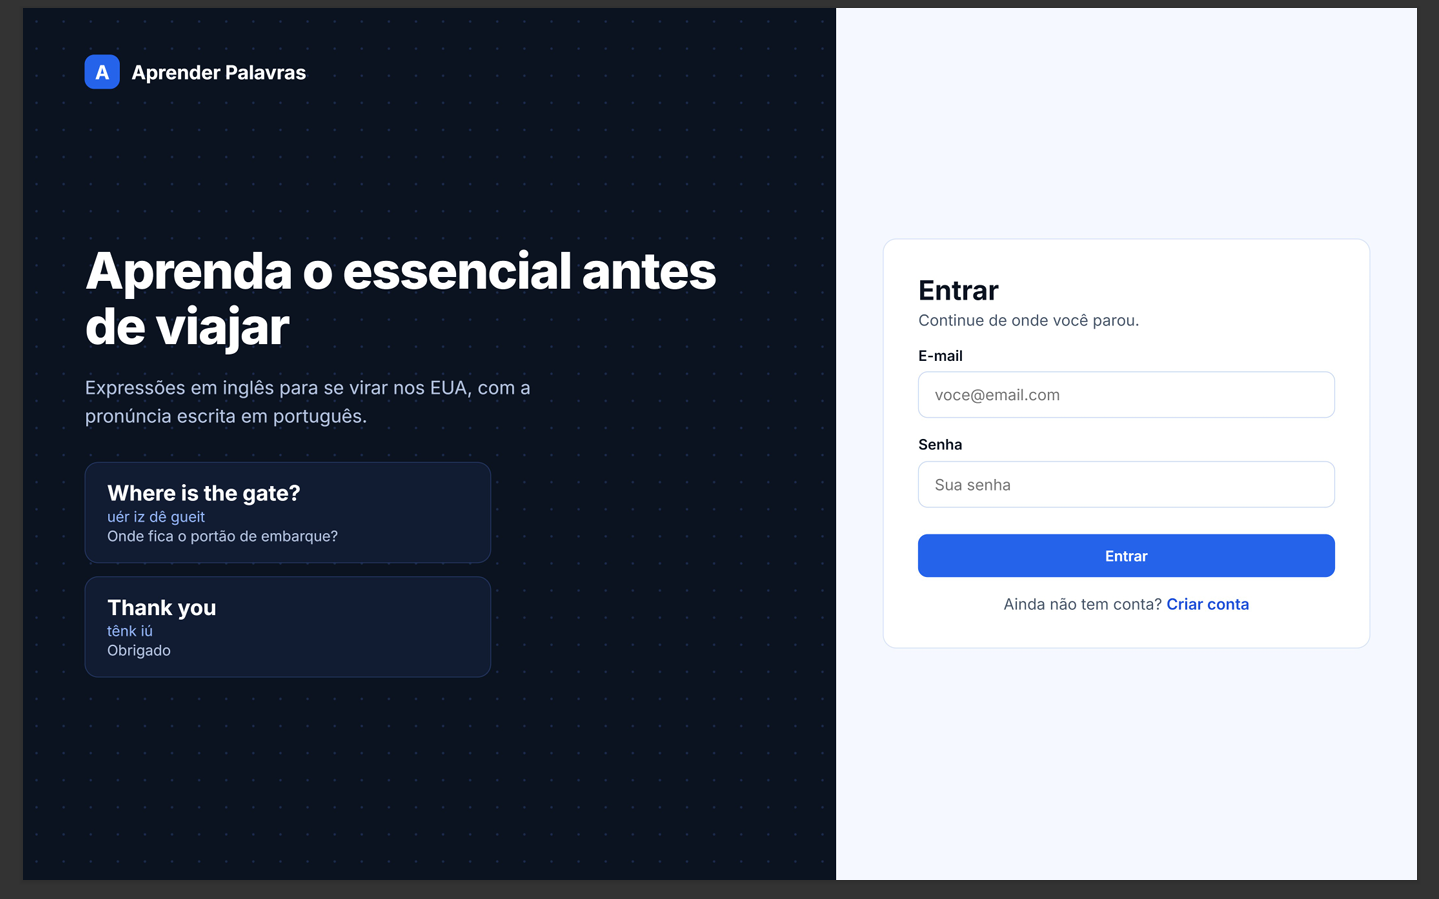 A
Aprender Palavras
Aprenda o essencial antes
de viajar
Expressões em inglês para se virar nos EUA, com a
pronúncia escrita em português.
Where is the gate?
uér iz dê gueit
Onde fica o portão de embarque?
Thank you
tênk iú
Obrigado
Entrar
Continue de onde você parou.
E-mail
voce@email.com
Senha
Sua senha
Entrar
Ainda não tem conta? Criar conta